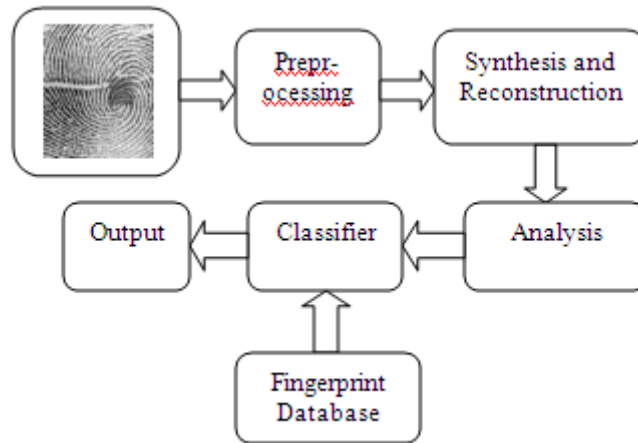 Prepr-
ocessing
Synthesis and
Reconstruction
Output
Classifier
Analysis
Fingerprint
Database